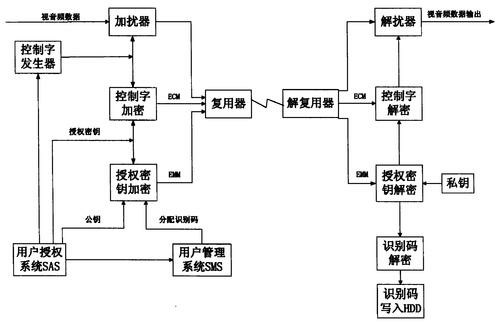 视音频数据
加扰器
解扰器
视音频数据输出
控制字
发生器
控制字
加密
ECM
复用器
解复用器
ECM
控制字
解密
授权密钥
授权密
钥加密
EMM
EMM
授权密
钥解密
私钥
公钥
分配识别码
用户授权
系统SAS
用户管理
系统SMS
识别码
解密
识别码
写入HDD